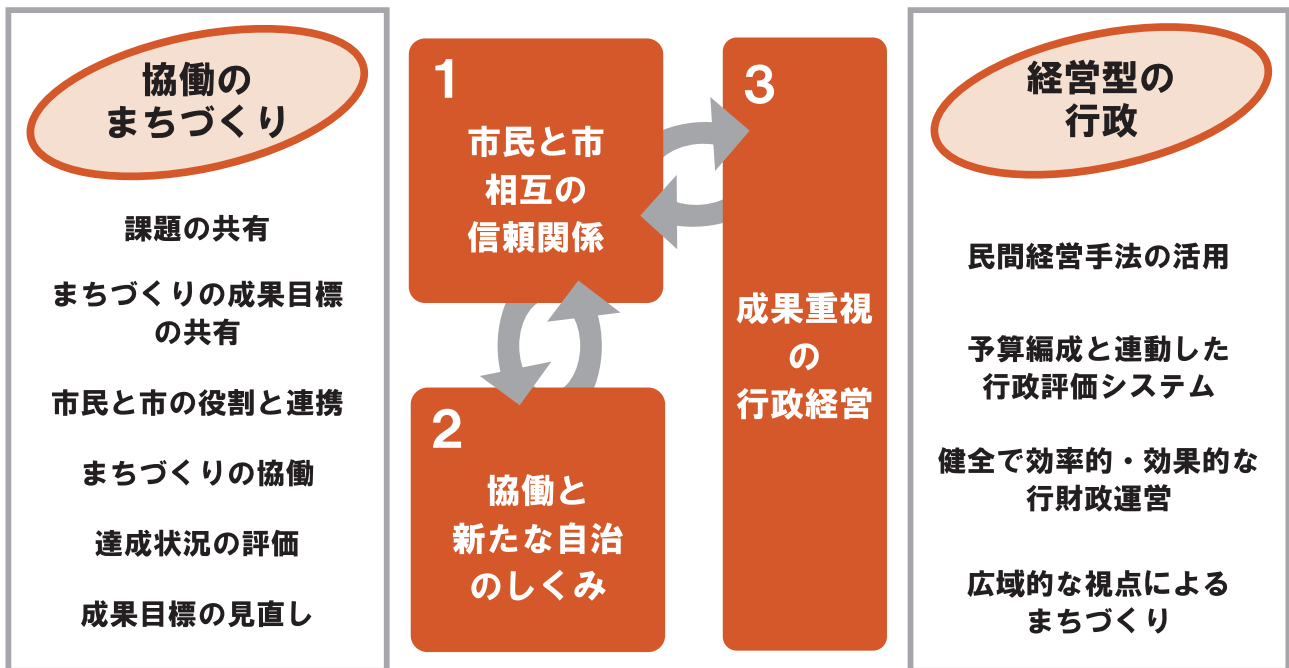 協働の
まちづくり
課題の共有
まちづくりの成果目標
の共有
市民と市の役割と連携
まちづくりの協働
達成状況の評価
成果目標の見直し
1
市民と市
相互の
信頼関係
2
協働と
新たな自治
のしくみ
3
成果重視
の
行政経営
経営型の
行政
民間経営手法の活用
予算編成と連動した
行政評価システム
健全で効率的・効果的な
行財政運営
広域的な視点による
まちづくり